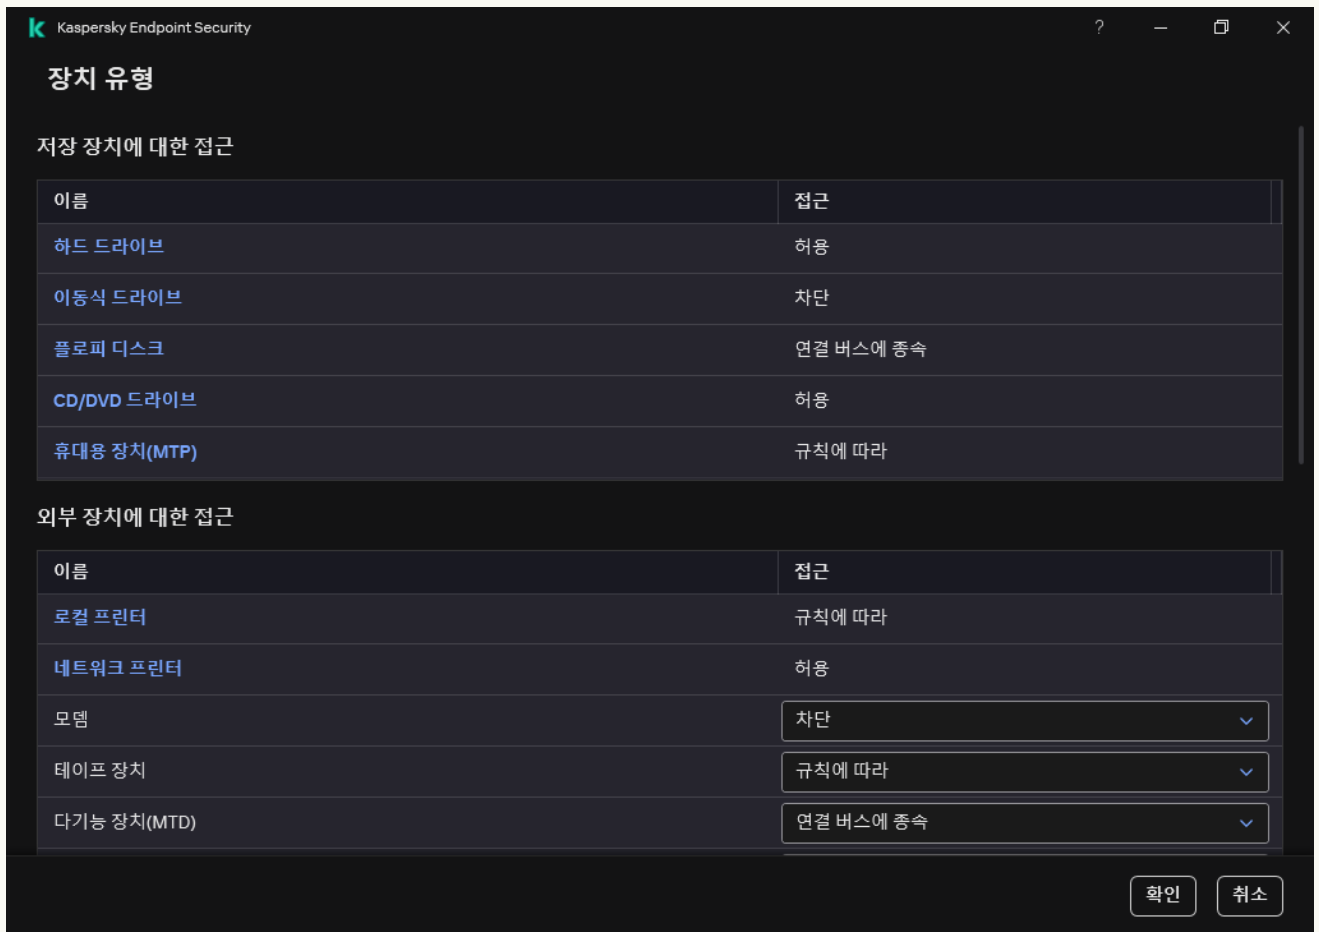 Kaspersky Endpoint Security
?
장치 유형
저장 장치에 대한 접근
이름 접근
하드 드라이브 허용
이동식 드라이브 차단
플로피 디스크 연결 버스에 종속
CD/DVD 드라이브 허용
휴대용 장치(MTP) 규칙에 따라
외부 장치에 대한 접근
이름 접근
로컬 프린터 규칙에 따라
네트워크 프린터 허용
모뎀 차단
테이프 장치 규칙에 따라
다기능 장치(MTD) 연결 버스에 종속
확인 취소